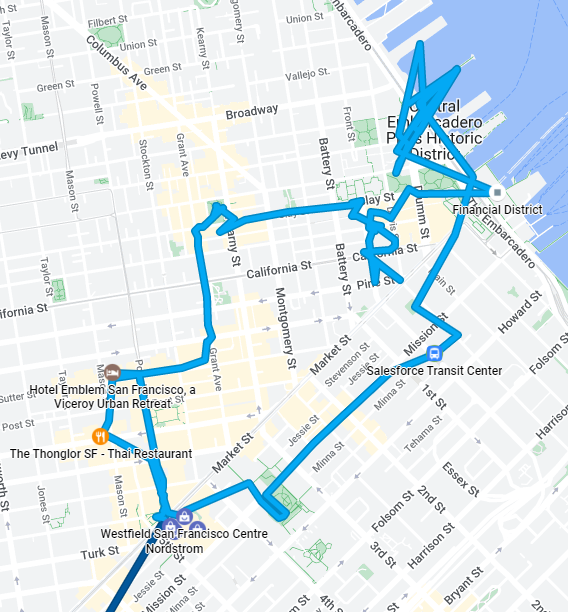 Filbert St
Union St
Union St
Columbus Ave
Mason St
Taylor St
Kearny St
Embarcadero
Green St
Green St
Vallejo St.
Powell St
Broadway
evy Tunnel
Stockton St
Grant Ave
Battery St
Front St
Central
Embarcadero
Piers Historic
District
Mason St
Clay St
Financial District
Embarcadero
Taylor St
California St
California St
Battery St
Pine St
ifornia St
Montgomery St
Main St
Howard St
Mission St
Folsom St
Market St
Stevenson St
Jessie St
Salesforce Transit Center
Grant Ave
Hotel Emblem San Francisco, a
Viceroy Urban Retreat
Sutter St
Post St
Minna St
1st St
Tehama St
Harrison
Jessie St
Minna St
Market St
The Thonglor SF - Thai Restaurant
Jones St
Mason St
Essex St
2nd St
Folsom St
Harrison St
Westfield San Francisco Centre
Nordstrom
Turk St
3rd St
Jessie St
Mission St
Minna St
4th St
Bryant St